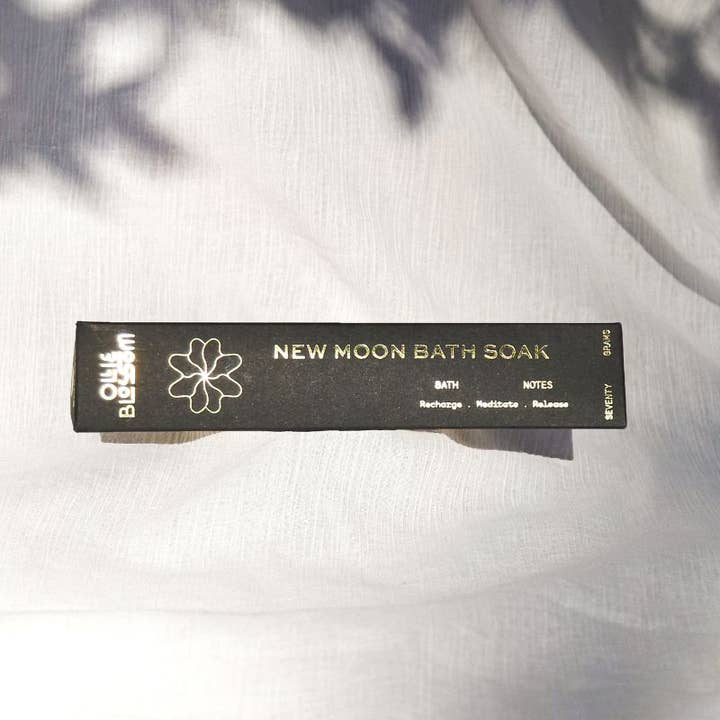 OLLIE
BLOSSOM
NEW MOON BATH SOAK
BATH NOTES
Recharge . Meditate . Release
SEVENTY GRAMS